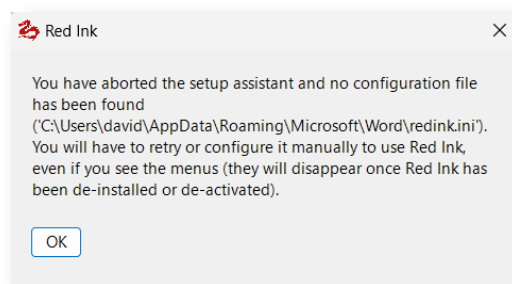 Red Ink
You have aborted the setup assistant and no configuration file
has been found
('C:\Users\david\AppData\Roaming\Microsoft\Word\redink.ini').
You will have to retry or configure it manually to use Red Ink,
even if you see the menus (they will disappear once Red Ink has
been de-installed or de-activated).
OK